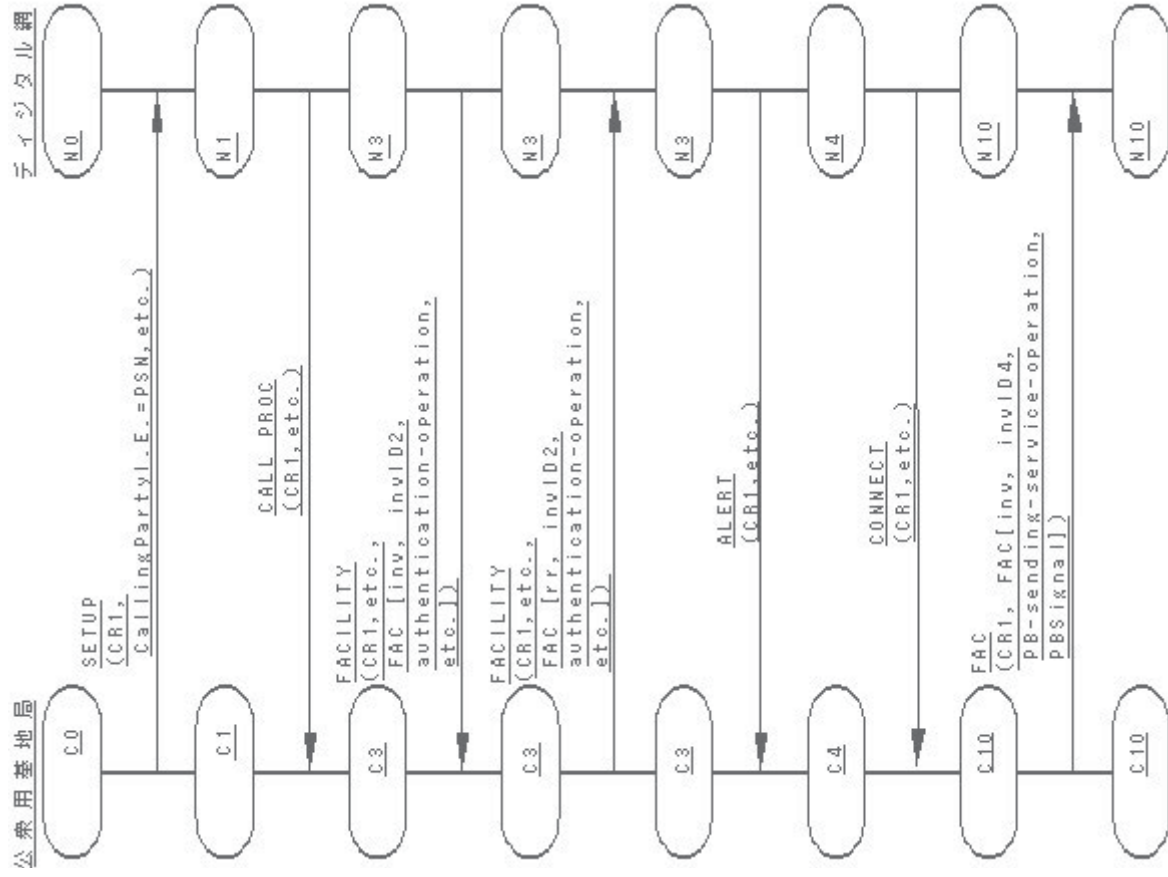 公衆用基地局
ディジタル網
C0
N0
SETUP
(CR1,
CallingPartyI.E.=PSN,etc.)
C1
N1
CALL PROC
(CR1,etc.)
C3
N3
FACILITY
(CR1,etc.,
FAC [inv, invID2,
authentication-operation,
etc.])
C3
N3
FACILITY
(CR1,etc.,
FAC [rr, invID2,
authentication-operation,
etc.])
C3
N3
ALERT
(CR1,etc.)
C4
N4
CONNECT
(CR1,etc.)
C10
N10
FAC
(CR1, FAC[inv, invID4,
PB-sending-service-operation,
PBSignal])
C10
N10